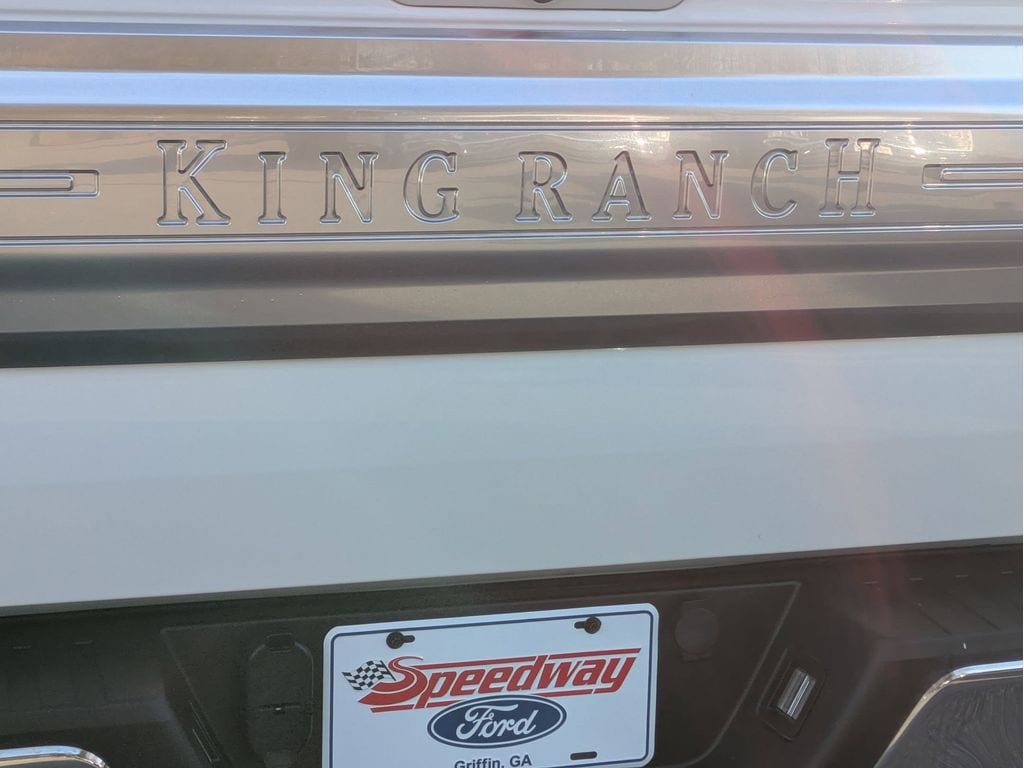 KING RANCH
Speedway
Ford
Griffin, GA